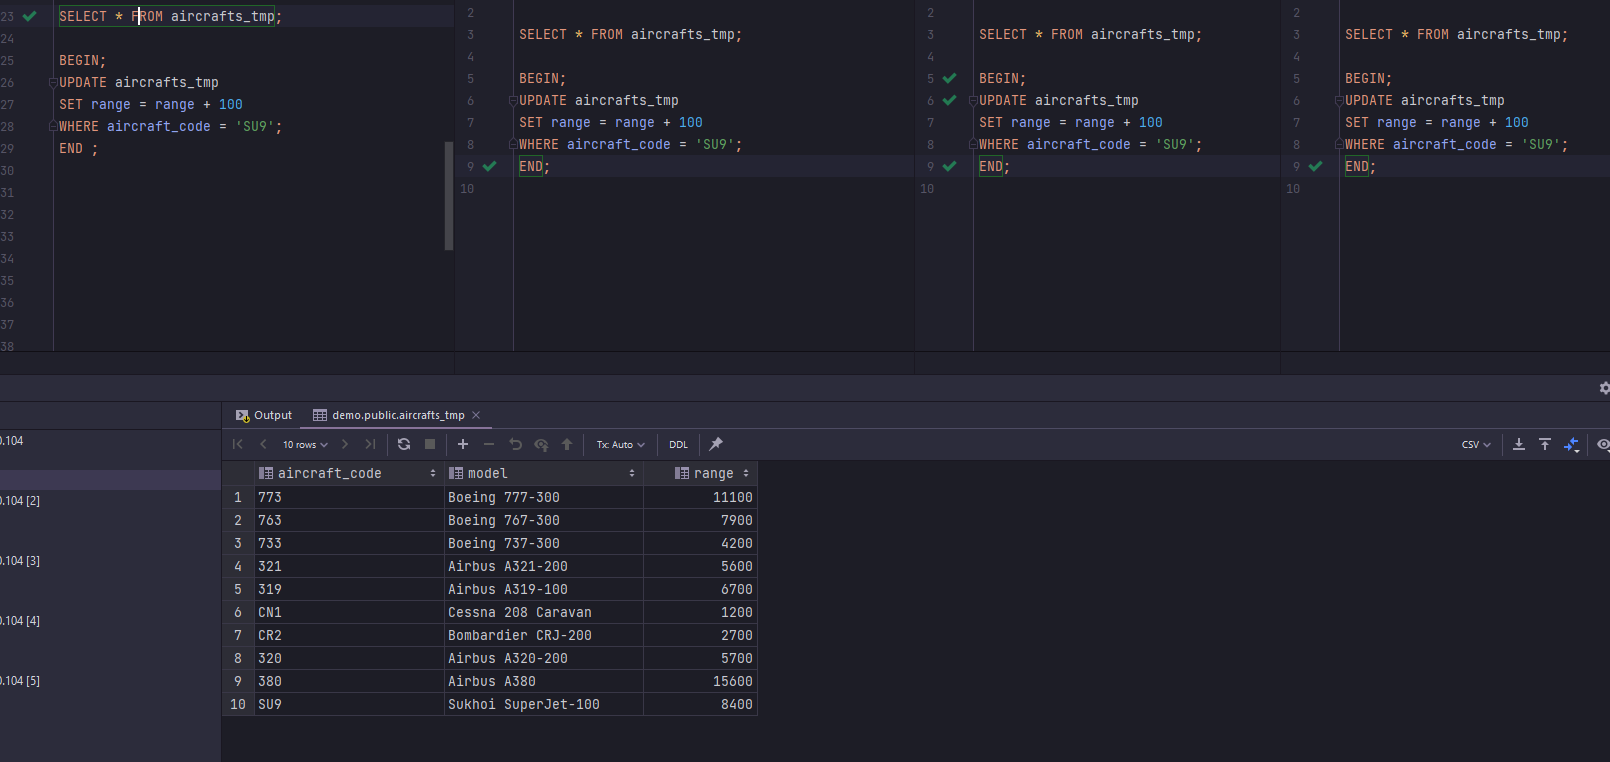 23 SELECT * FROM aircrafts_tmp;
24
25 BEGIN;
26 UPDATE aircrafts_tmp
27 SET range = range + 100
28 WHERE aircraft_code = 'SU9';
29 END ;
30
31
32
33
34
35
36
37
38
2
3 SELECT * FROM aircrafts_tmp;
4
5 BEGIN;
6 UPDATE aircrafts_tmp
7 SET range = range + 100
8 WHERE aircraft_code = 'SU9';
9 END;
10
2
3 SELECT * FROM aircrafts_tmp;
4
5 BEGIN;
6 UPDATE aircrafts_tmp
7 SET range = range + 100
8 WHERE aircraft_code = 'SU9';
9 END;
10
2
3 SELECT * FROM aircrafts_tmp;
4
5 BEGIN;
6 UPDATE aircrafts_tmp
7 SET range = range + 100
8 WHERE aircraft_code = 'SU9';
9 END;
10
0.104
0.104 [2]
0.104 [3]
0.104 [4]
0.104 [5]
Output demo.public.aircrafts_tmp
10 rows Tx: Auto DDL CSV
aircraft_code model range
1 773 Boeing 777-300 11100
2 763 Boeing 767-300 7900
3 733 Boeing 737-300 4200
4 321 Airbus A321-200 5600
5 319 Airbus A319-100 6700
6 CN1 Cessna 208 Caravan 1200
7 CR2 Bombardier CRJ-200 2700
8 320 Airbus A320-200 5700
9 380 Airbus A380 15600
10 SU9 Sukhoi SuperJet-100 8400